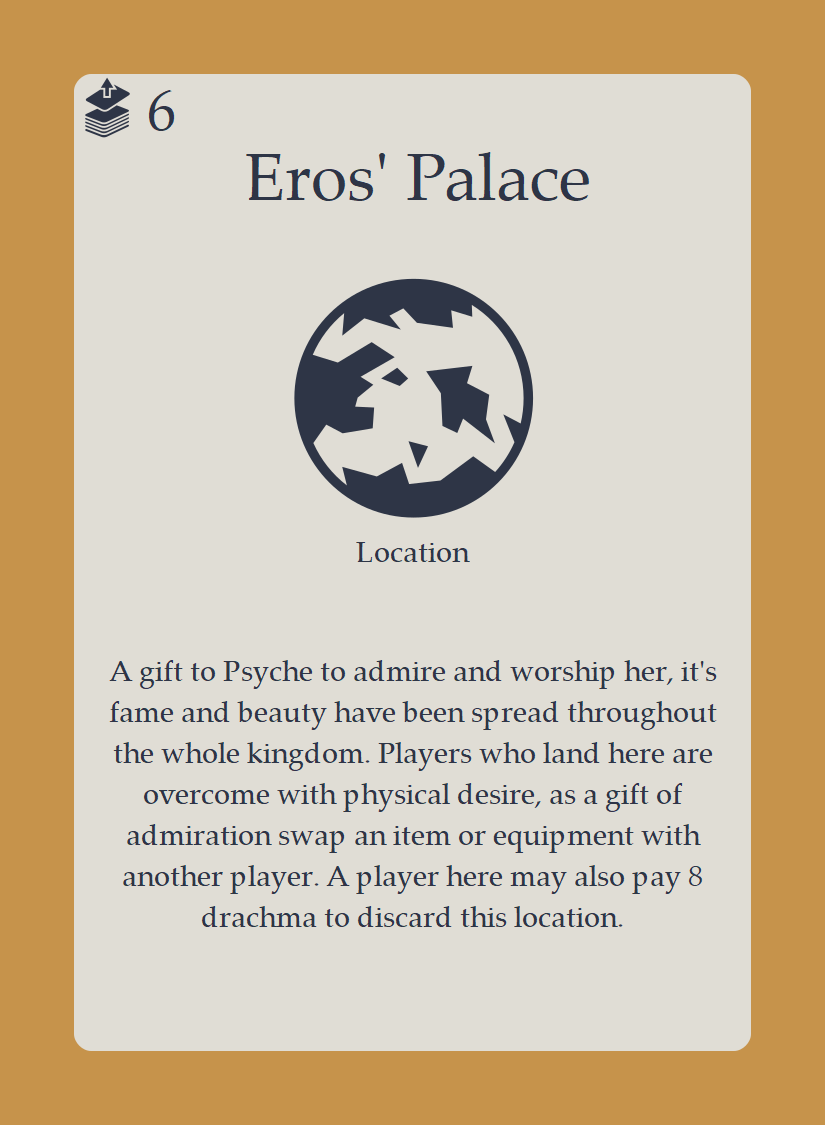 6
Eros' Palace
Location
A gift to Psyche to admire and worship her, it's
fame and beauty have been spread throughout
the whole kingdom. Players who land here are
overcome with physical desire, as a gift of
admiration swap an item or equipment with
another player. A player here may also pay 8
drachma to discard this location.